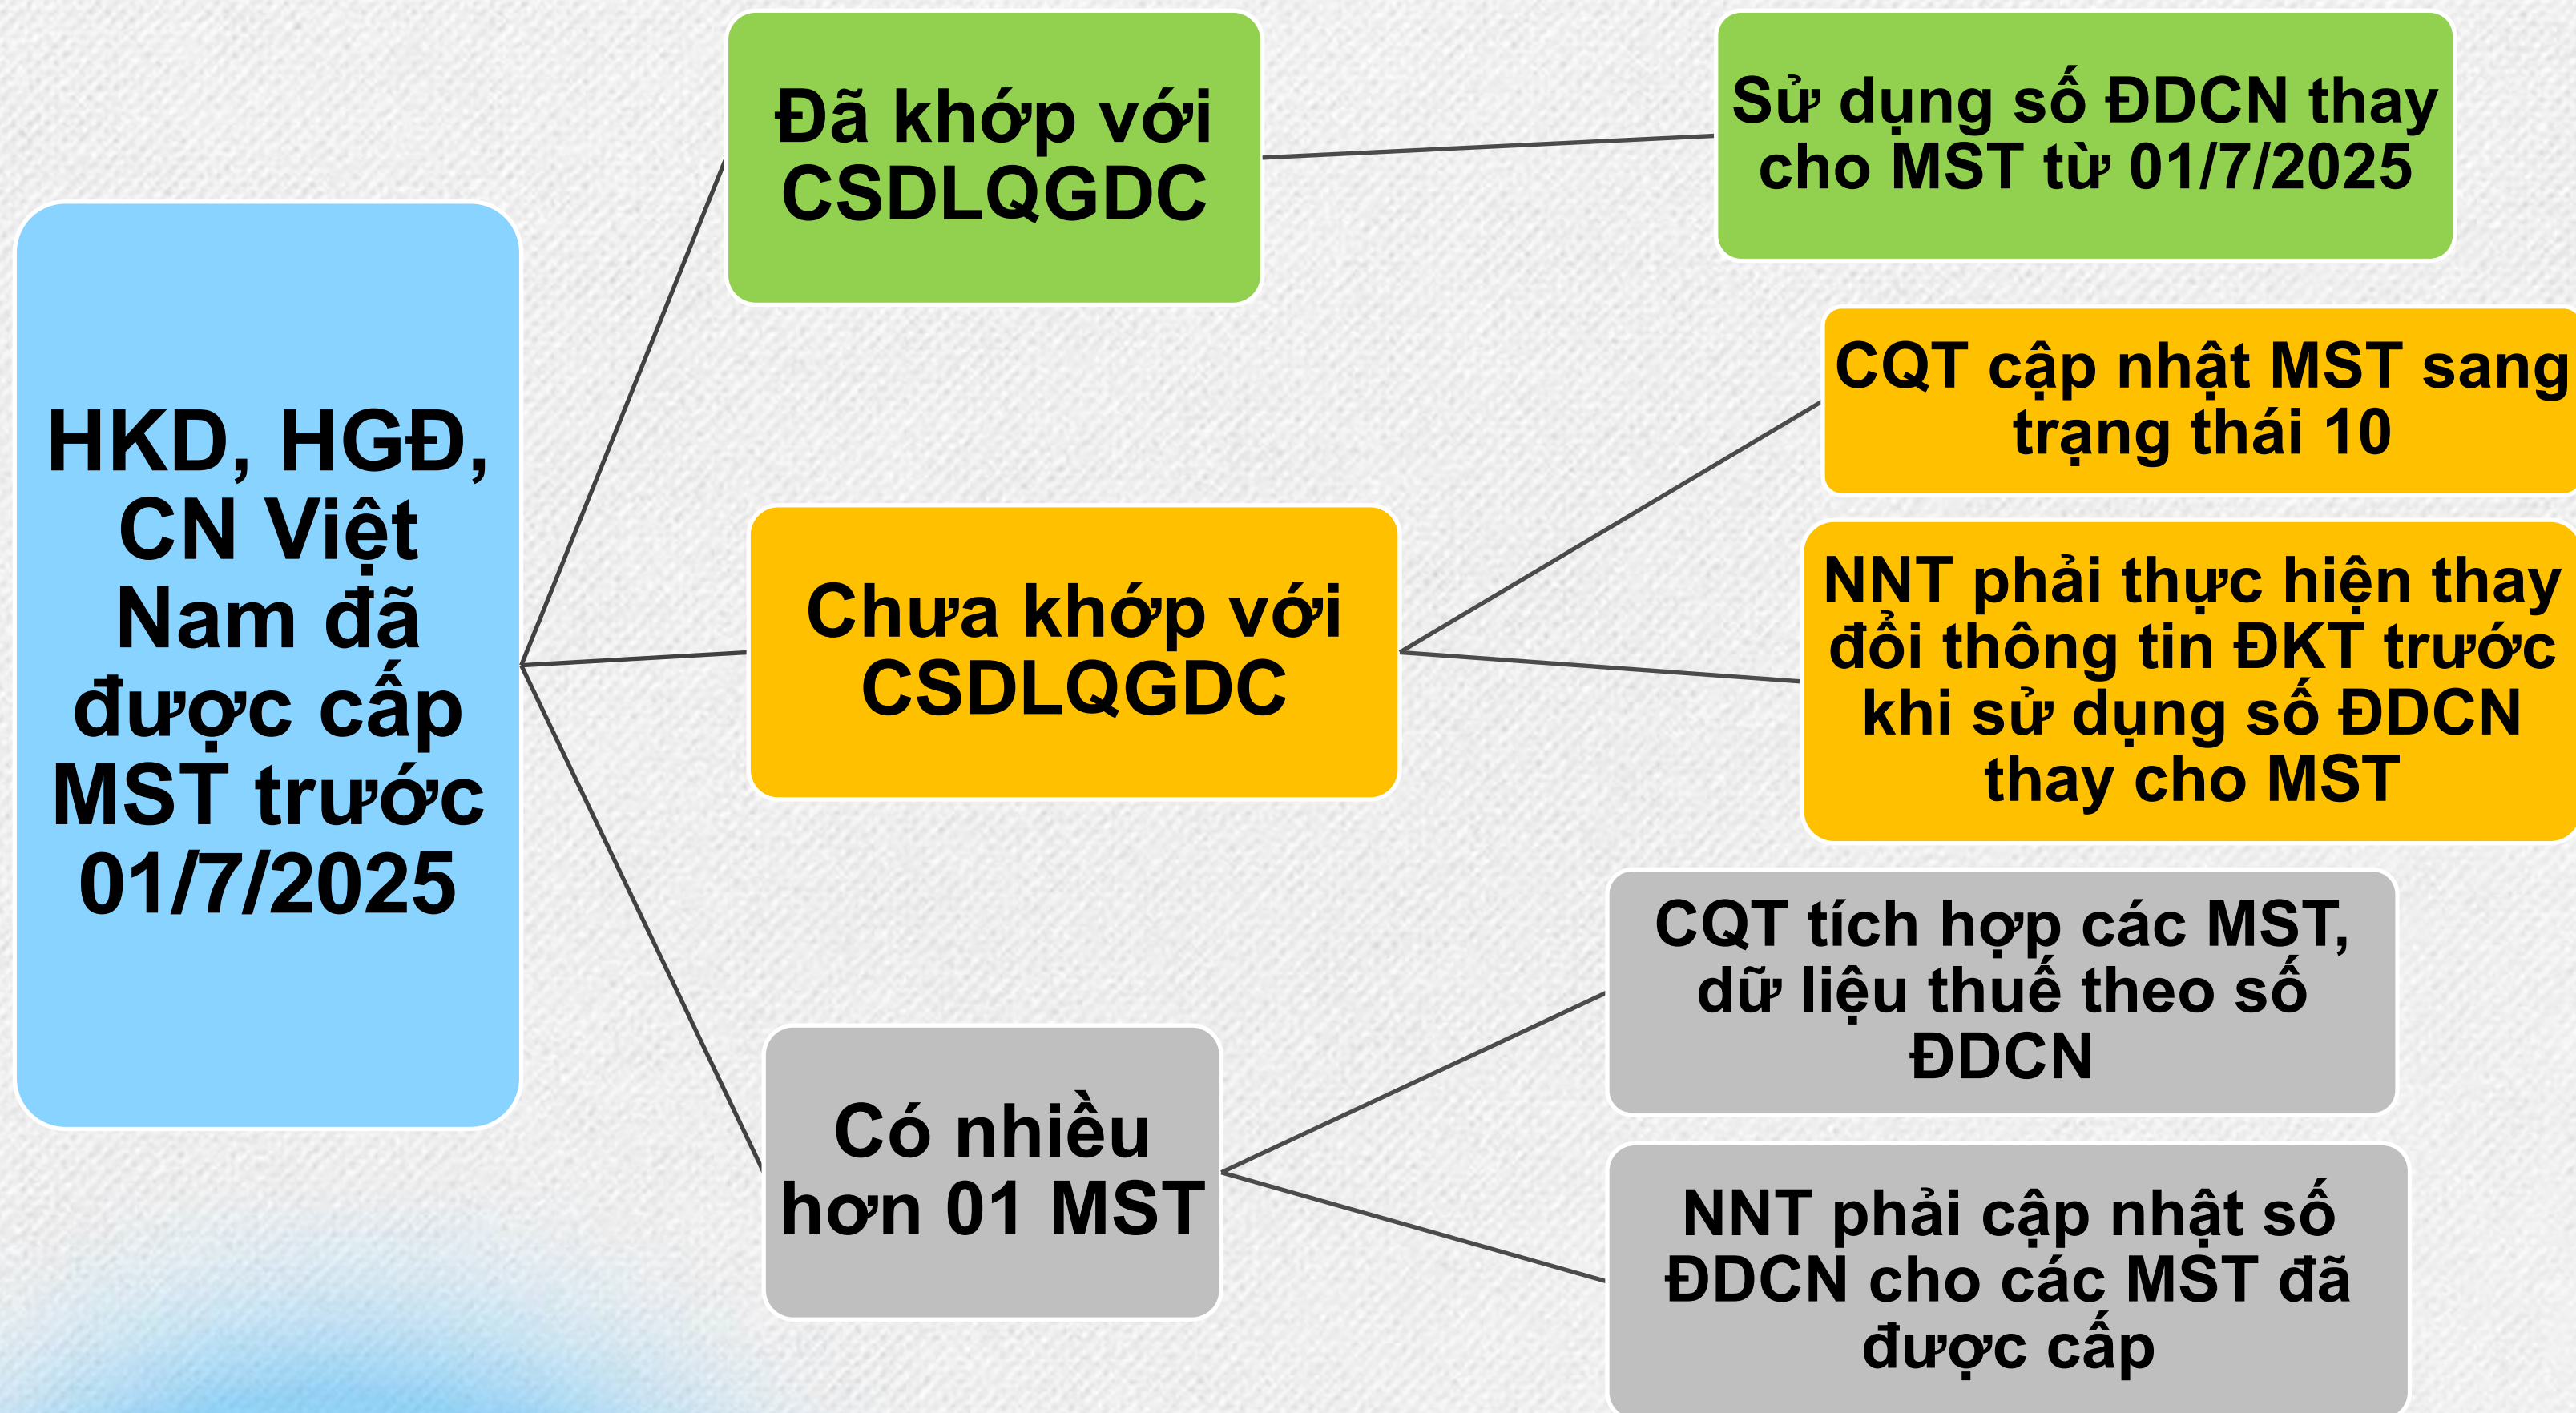 HKD, HGĐ,
CN Việt
Nam đã
được cấp
MST trước
01/7/2025
Đã khớp với
CSDLQGDC
Sử dụng số ĐDCN thay
cho MST từ 01/7/2025
Chưa khớp với
CSDLQGDC
CQT cập nhật MST sang
trạng thái 10
NNT phải thực hiện thay
đổi thông tin ĐKT trước
khi sử dụng số ĐDCN
thay cho MST
Có nhiều
hơn 01 MST
CQT tích hợp các MST,
dữ liệu thuế theo số
ĐDCN
NNT phải cập nhật số
ĐDCN cho các MST đã
được cấp